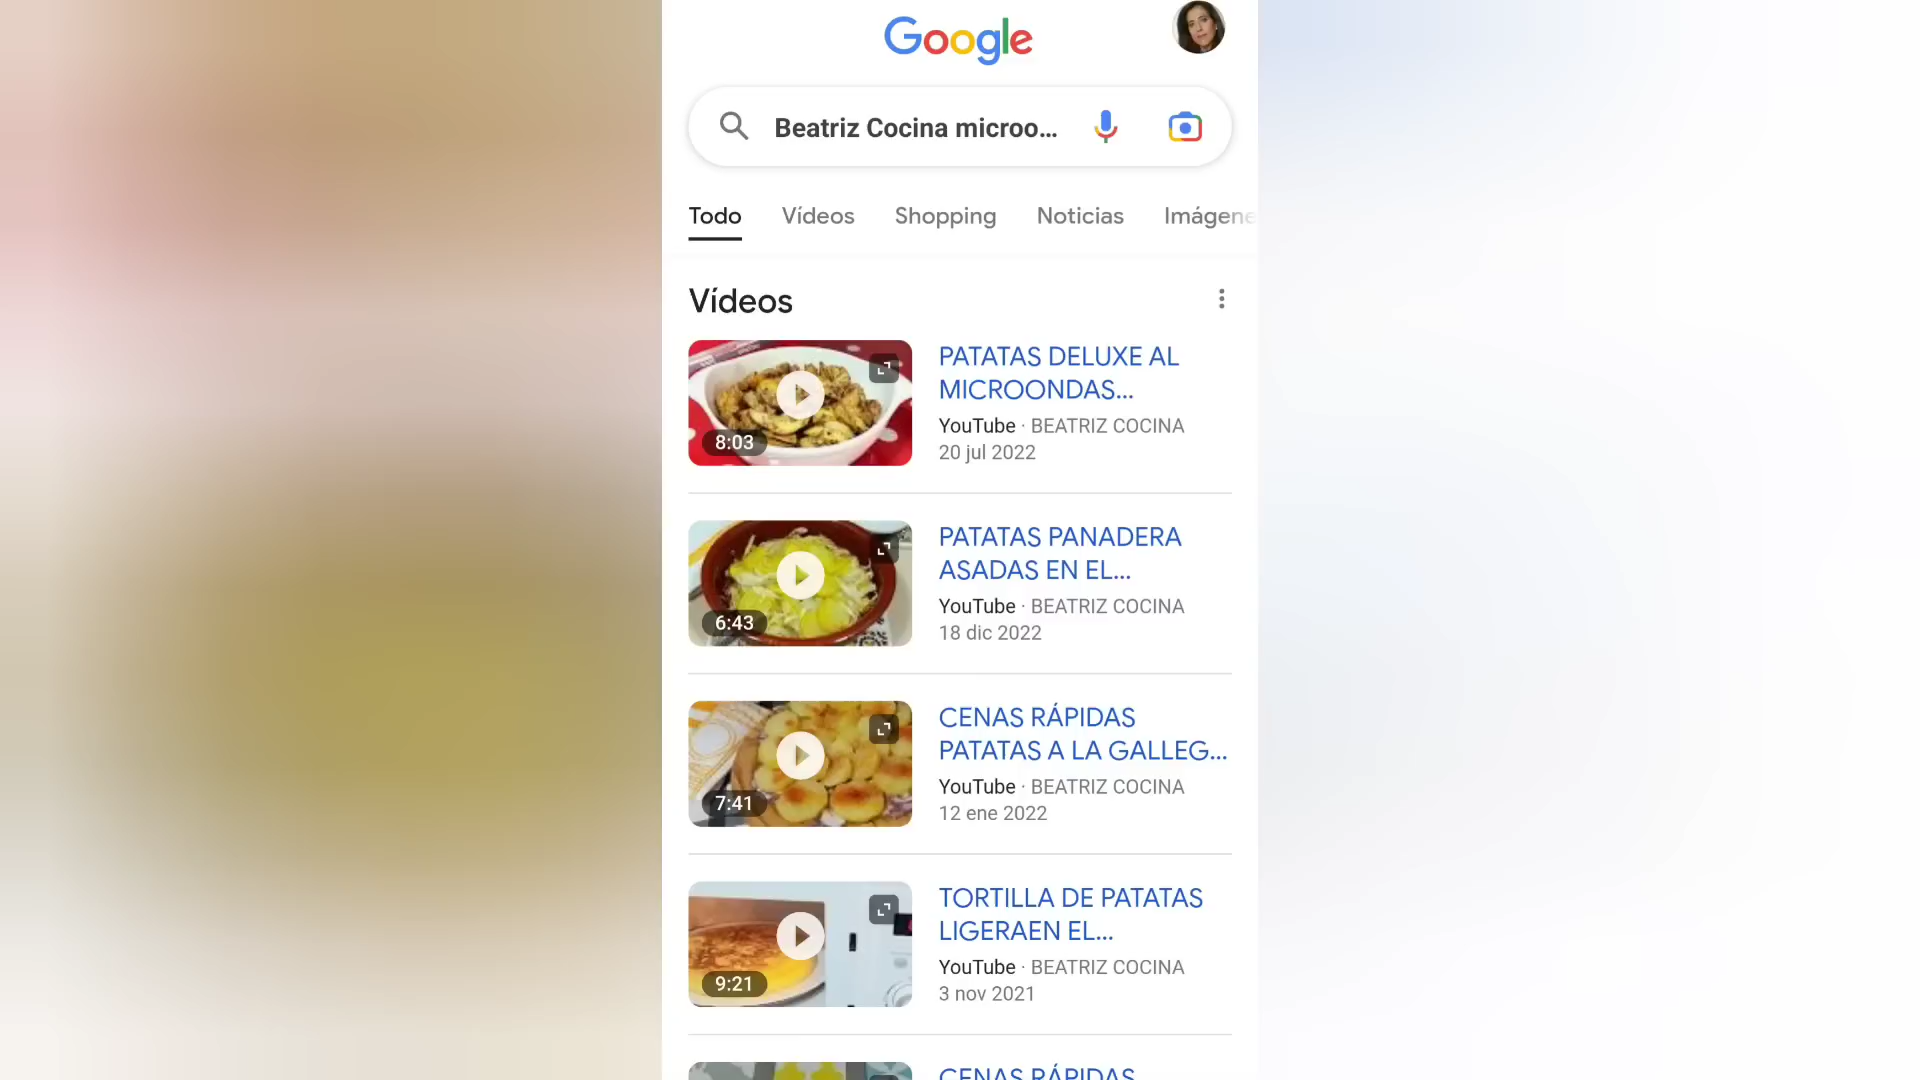 Google
Beatriz Cocina microo...
Todo Vídeos Shopping Noticias Imágene
Vídeos
PATATAS DELUXE AL
MICROONDAS...
YouTube · BEATRIZ COCINA
20 jul 2022
8:03
PATATAS PANADERA
ASADAS EN EL...
YouTube · BEATRIZ COCINA
18 dic 2022
6:43
CENAS RÁPIDAS
PATATAS A LA GALLEG...
YouTube · BEATRIZ COCINA
12 ene 2022
7:41
TORTILLA DE PATATAS
LIGERAEN EL...
YouTube · BEATRIZ COCINA
3 nov 2021
9:21
CENAS RÁPIDAS